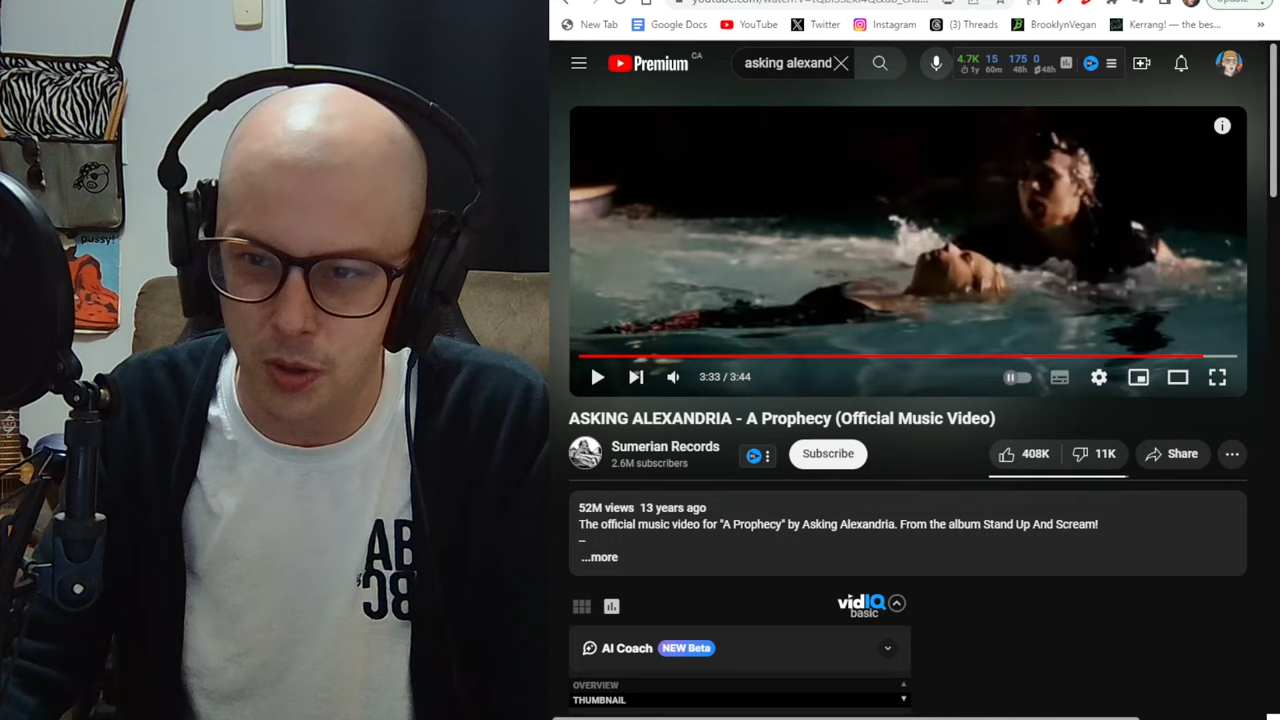 New Tab
Google Docs
YouTube
Twitter
Instagram
(3) Threads
BrooklynVegan
Kerrang! — the bes...
»
Premium CA
asking alexand
4.7K 15 175 0
1y 60m 48h 48h
pussy!
3:33 / 3:44
ASKING ALEXANDRIA - A Prophecy (Official Music Video)
Sumerian Records
2.6M subscribers
Subscribe
408K
11K
Share
52M views 13 years ago
The official music video for "A Prophecy" by Asking Alexandria. From the album Stand Up And Scream!
–
...more
vidIQ
basic
AI Coach NEW Beta
OVERVIEW
THUMBNAIL
AB